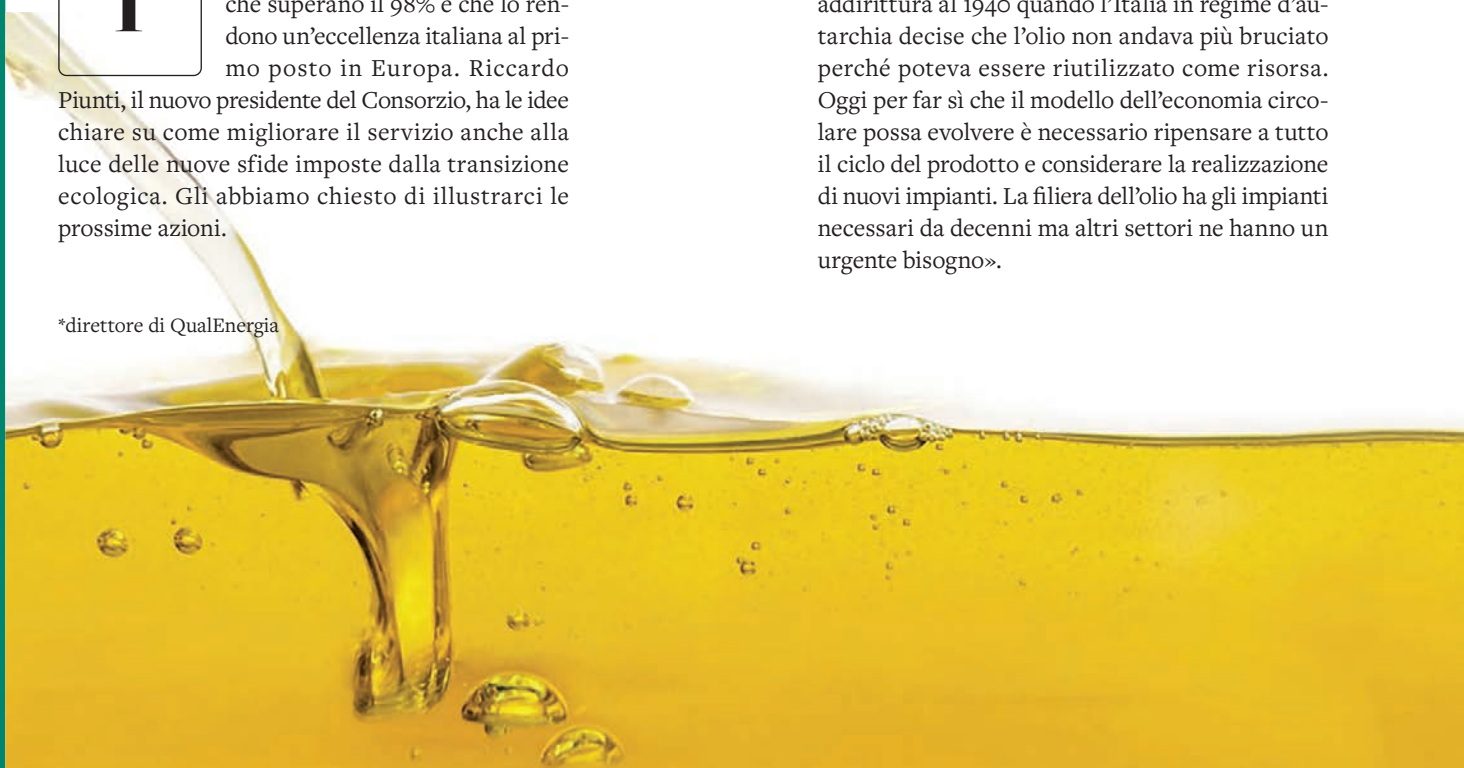 I
che superano il 98% e che lo ren-
dono un'eccellenza italiana al pri-
mo posto in Europa. Riccardo
Piunti, il nuovo presidente del Consorzio, ha le idee
chiare su come migliorare il servizio anche alla
luce delle nuove sfide imposte dalla transizione
ecologica. Gli abbiamo chiesto di illustrarci le
prossime azioni.
*direttore di QualEnergia
addirittura al 1940 quando l'Italia in regime d'au-
tarchia decise che l'olio non andava più bruciato
perché poteva essere riutilizzato come risorsa.
Oggi per far sì che il modello dell'economia circo-
lare possa evolvere è necessario ripensare a tutto
il ciclo del prodotto e considerare la realizzazione
di nuovi impianti. La filiera dell'olio ha gli impianti
necessari da decenni ma altri settori ne hanno un
urgente bisogno».